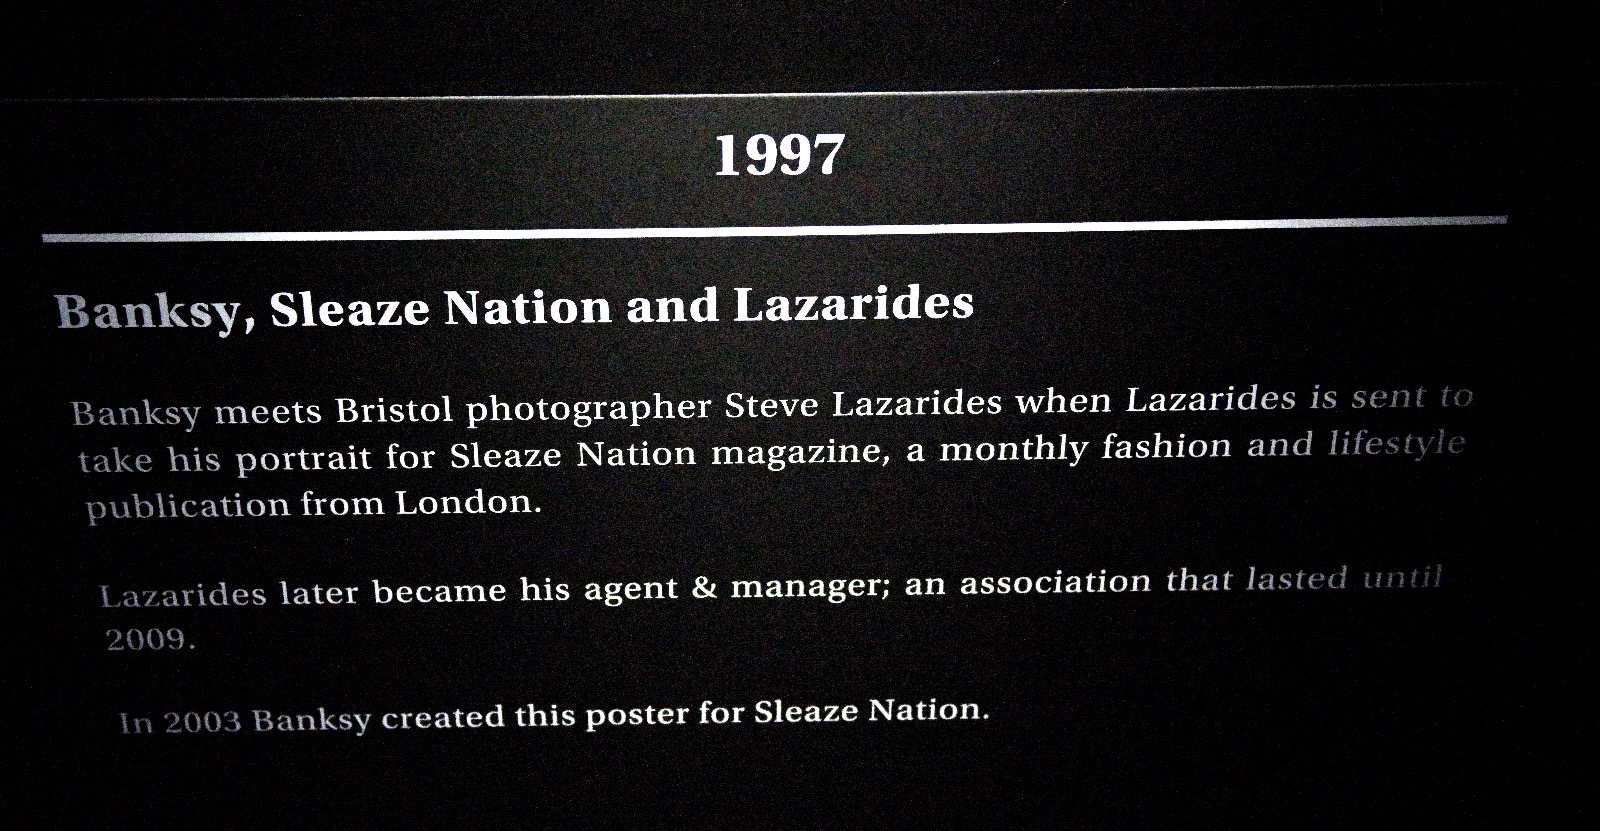 1997
Banksy, Sleaze Nation and Lazarides
Banksy meets Bristol photographer Steve Lazarides when Lazarides is sent to
take his portrait for Sleaze Nation magazine, a monthly fashion and lifestyle
publication from London.
Lazarides later became his agent & manager; an association that lasted until
2009.
In 2003 Banksy created this poster for Sleaze Nation.